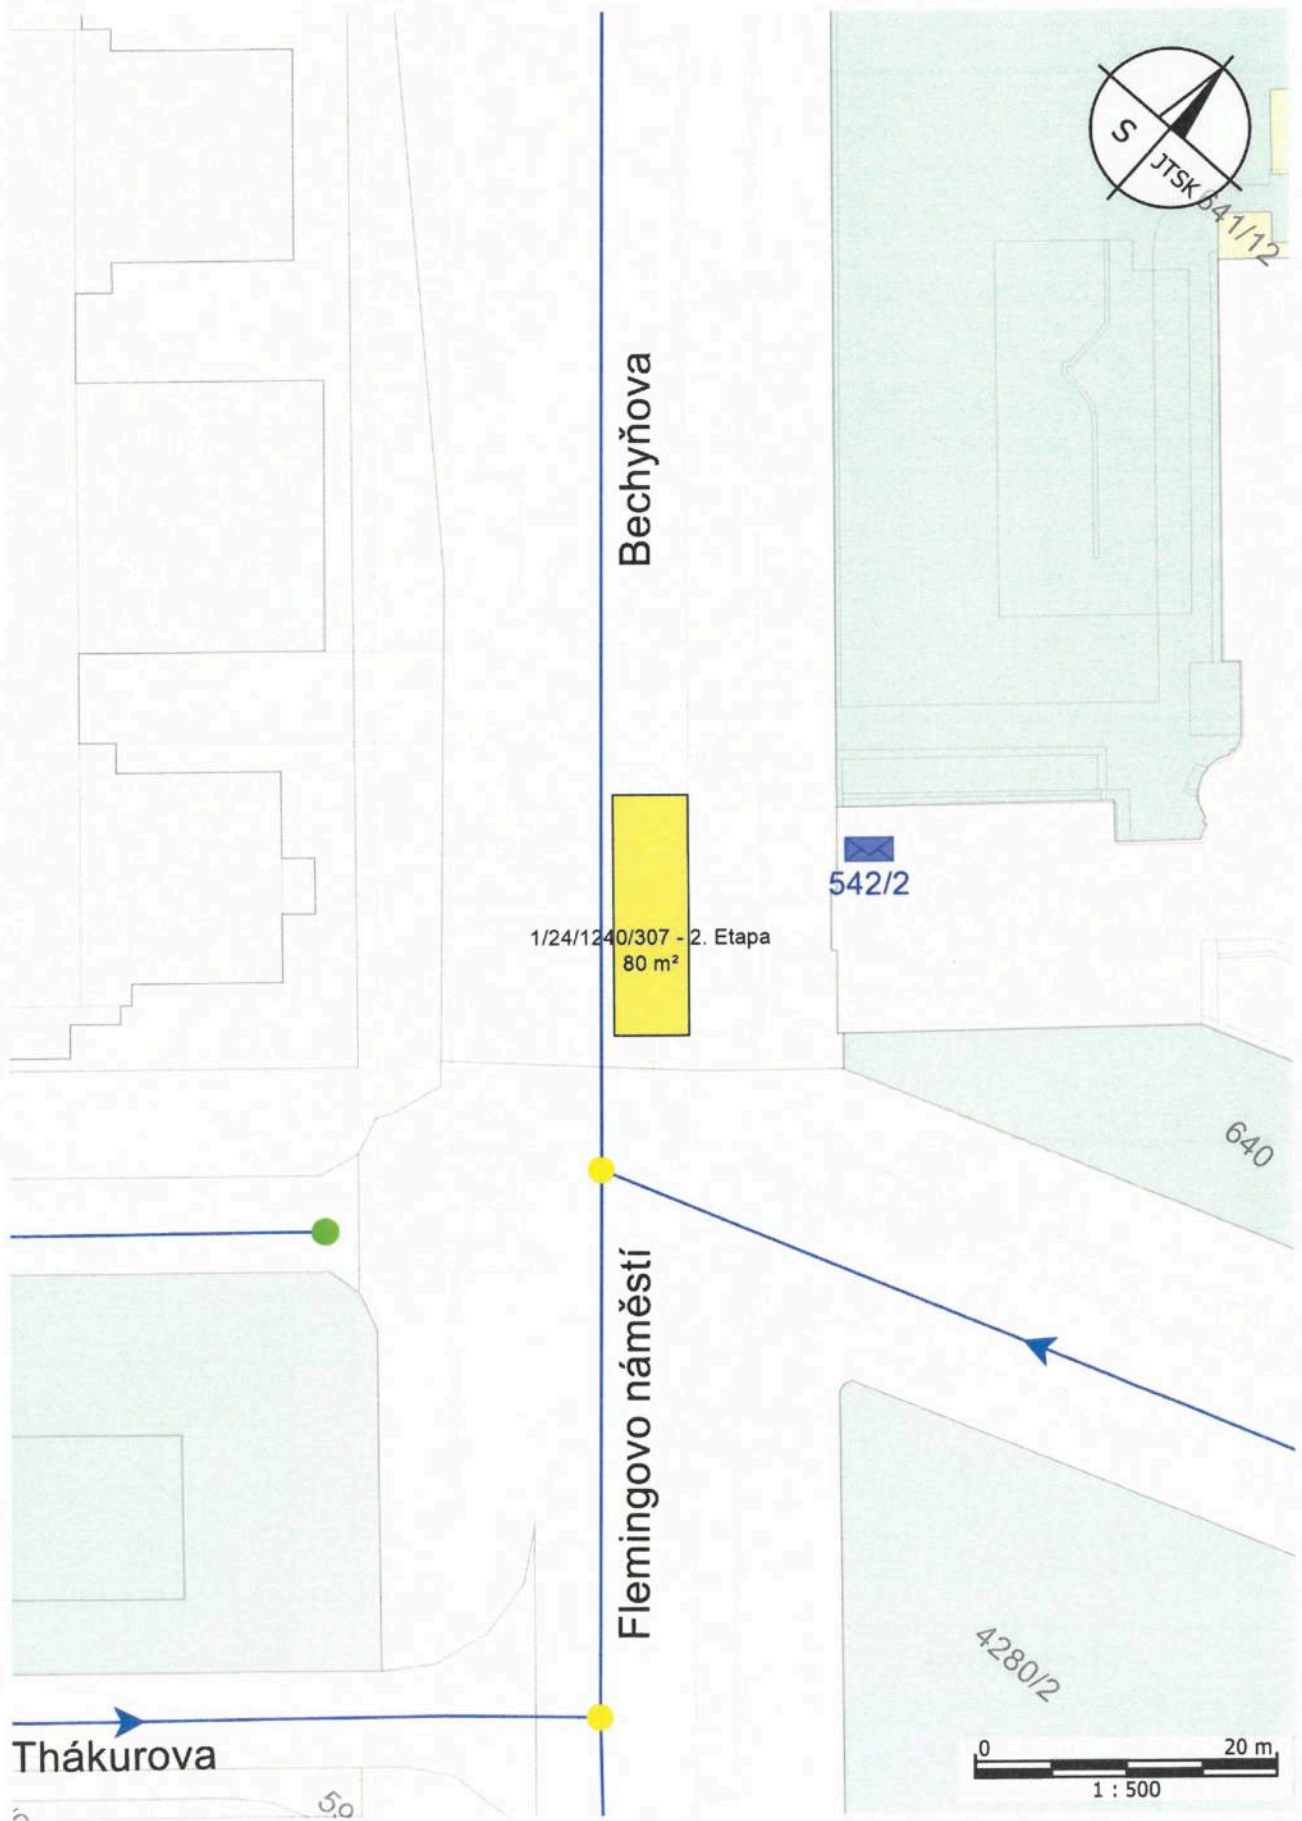 S
JTSK
641/12
Bechyňova
542/2
1/24/1240/307 - 2. Etapa
80 m²
640
Flemingovo náměstí
4280/2
Thákurova
0 20 m
1 : 500